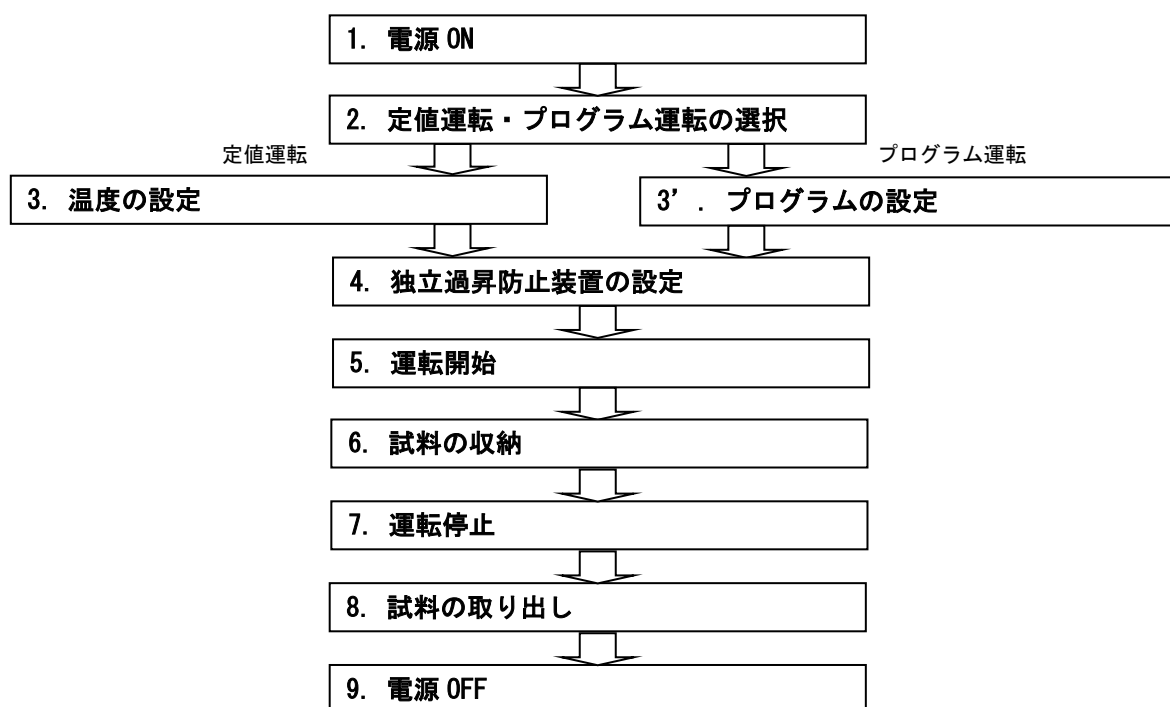 1. 電源 ON
2. 定値運転・プログラム運転の選択
定値運転
プログラム運転
3. 温度の設定
3’. プログラムの設定
4. 独立過昇防止装置の設定
5. 運転開始
6. 試料の収納
7. 運転停止
8. 試料の取り出し
9. 電源 OFF